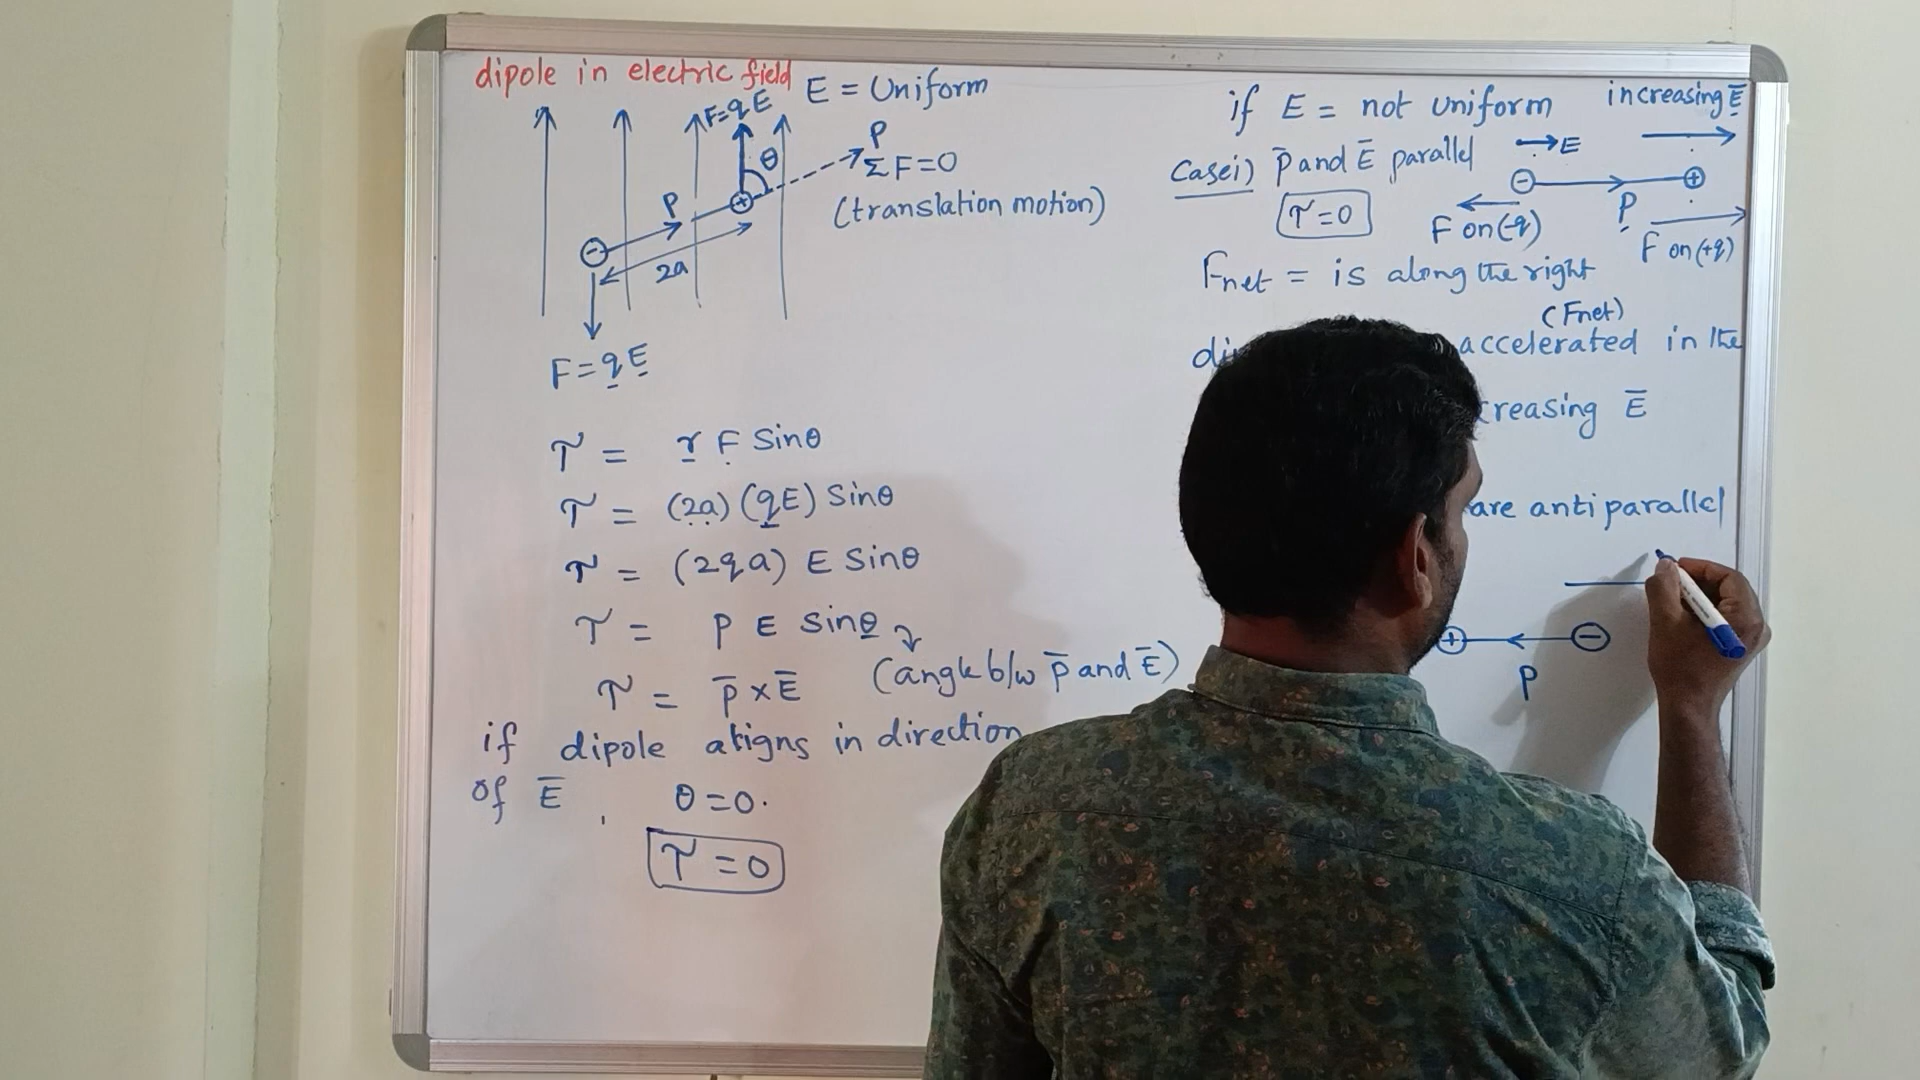 dipole in electric field
E = Uniform
F=qE
θ
P
ΣF=0
(translation motion)
P
2a
F=qE
τ = r F Sinθ
τ = (2a) (qE) Sinθ
τ = (2qa) E Sinθ
τ = P E sinθ
(angle b/w p̅ and E̅)
τ = p̅ × E̅
if dipole aligns in direction
of E̅, θ=0.
τ = 0
if E = not uniform
increasing E̅
Case i) p̅ and E̅ parallel
E
τ=0
P
F on (-q)
F on (+q)
Fnet = is along the right
(Fnet)
accelerated in the
creasing E̅
are antiparallel
P